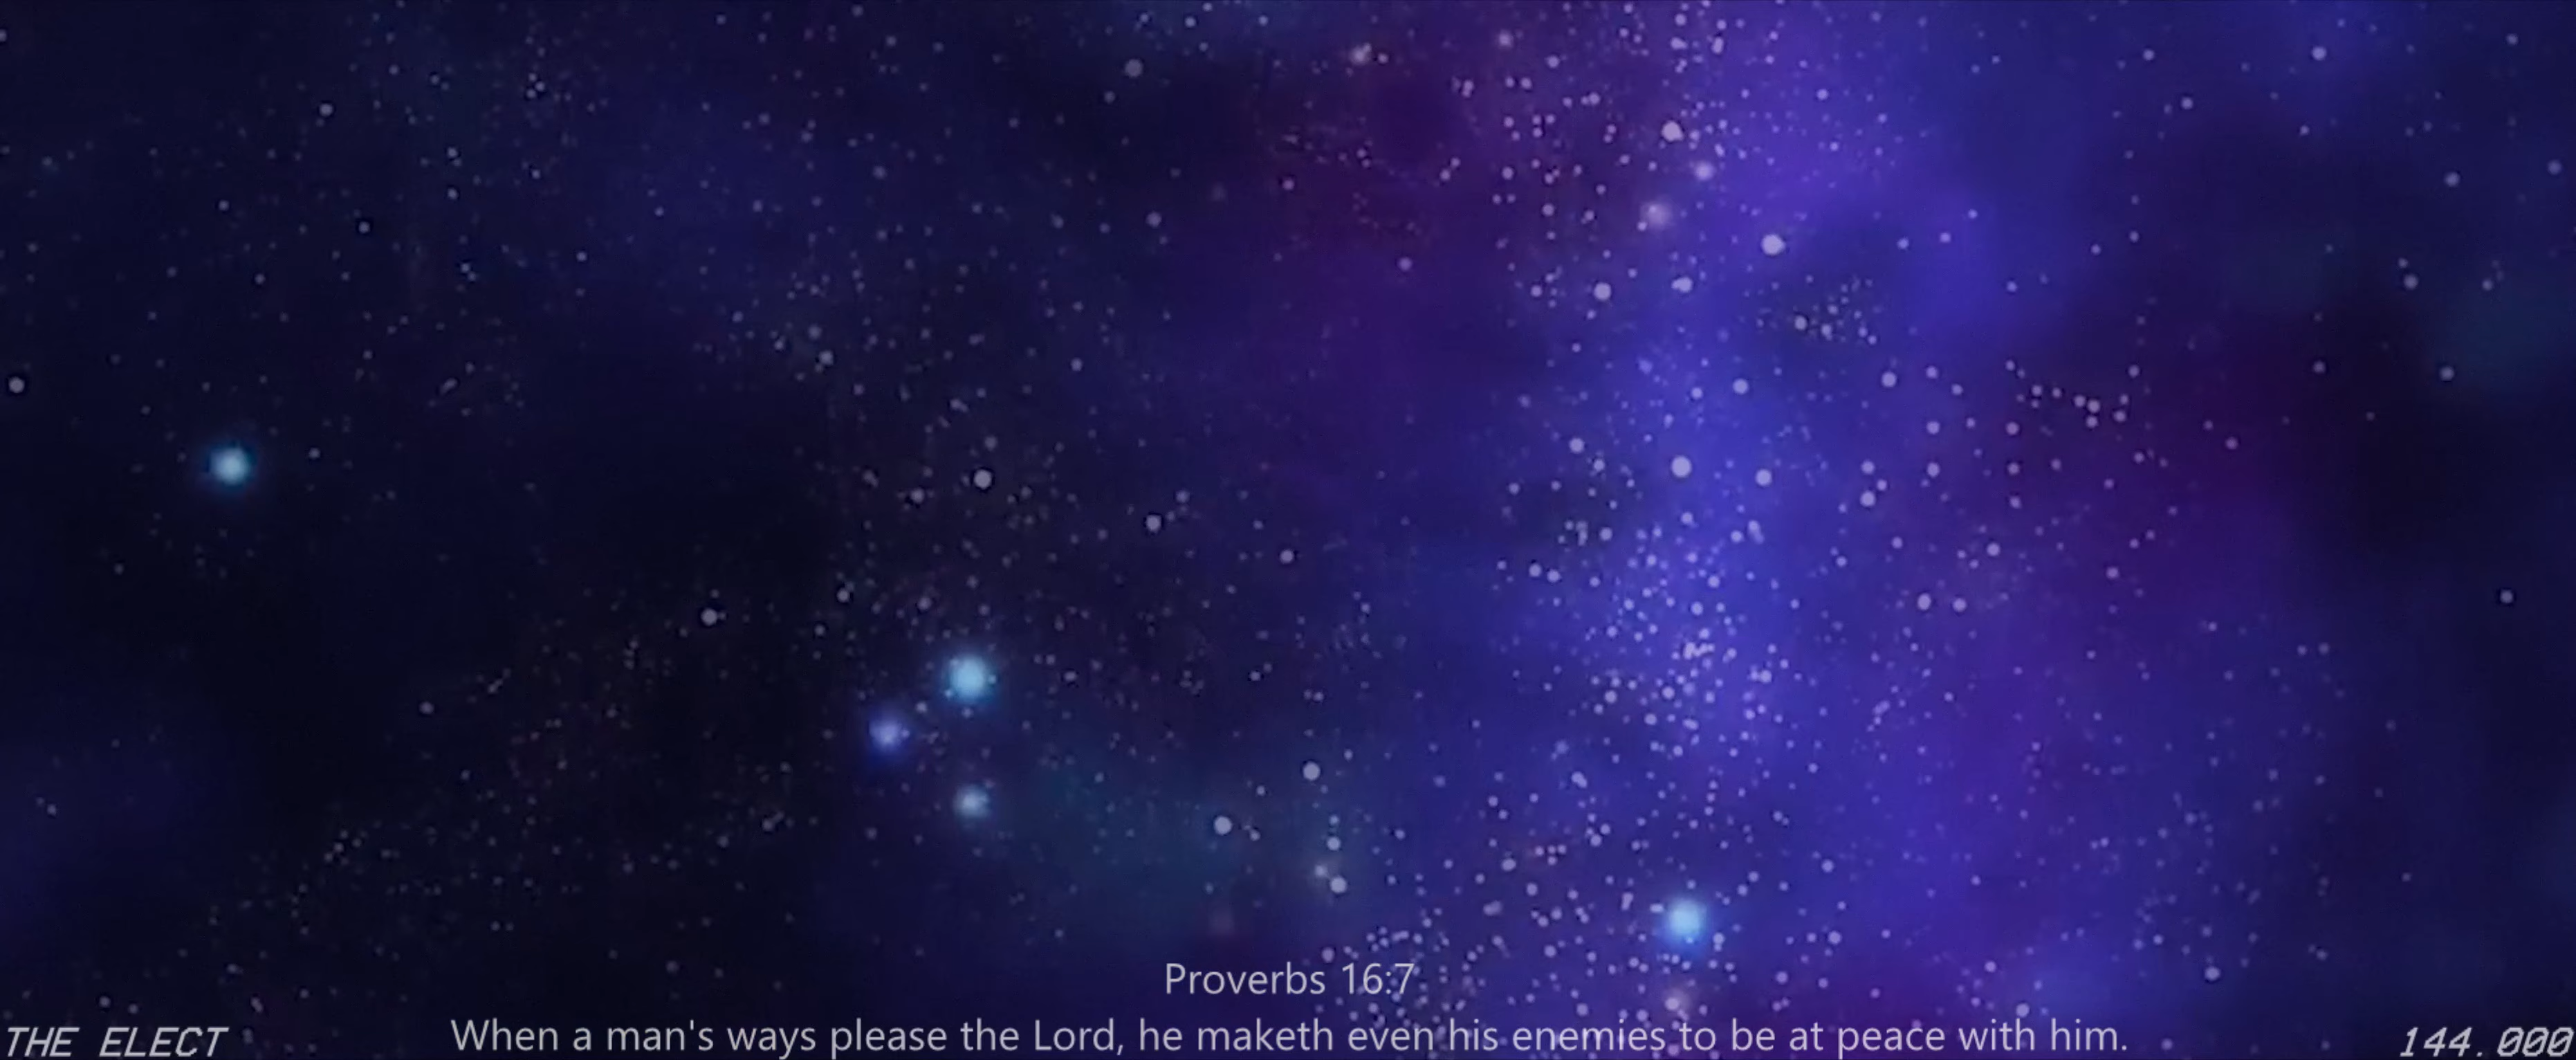 Proverbs 16:7
THE ELECT
When a man's ways please the Lord, he maketh even his enemies to be at peace with him.
144.000